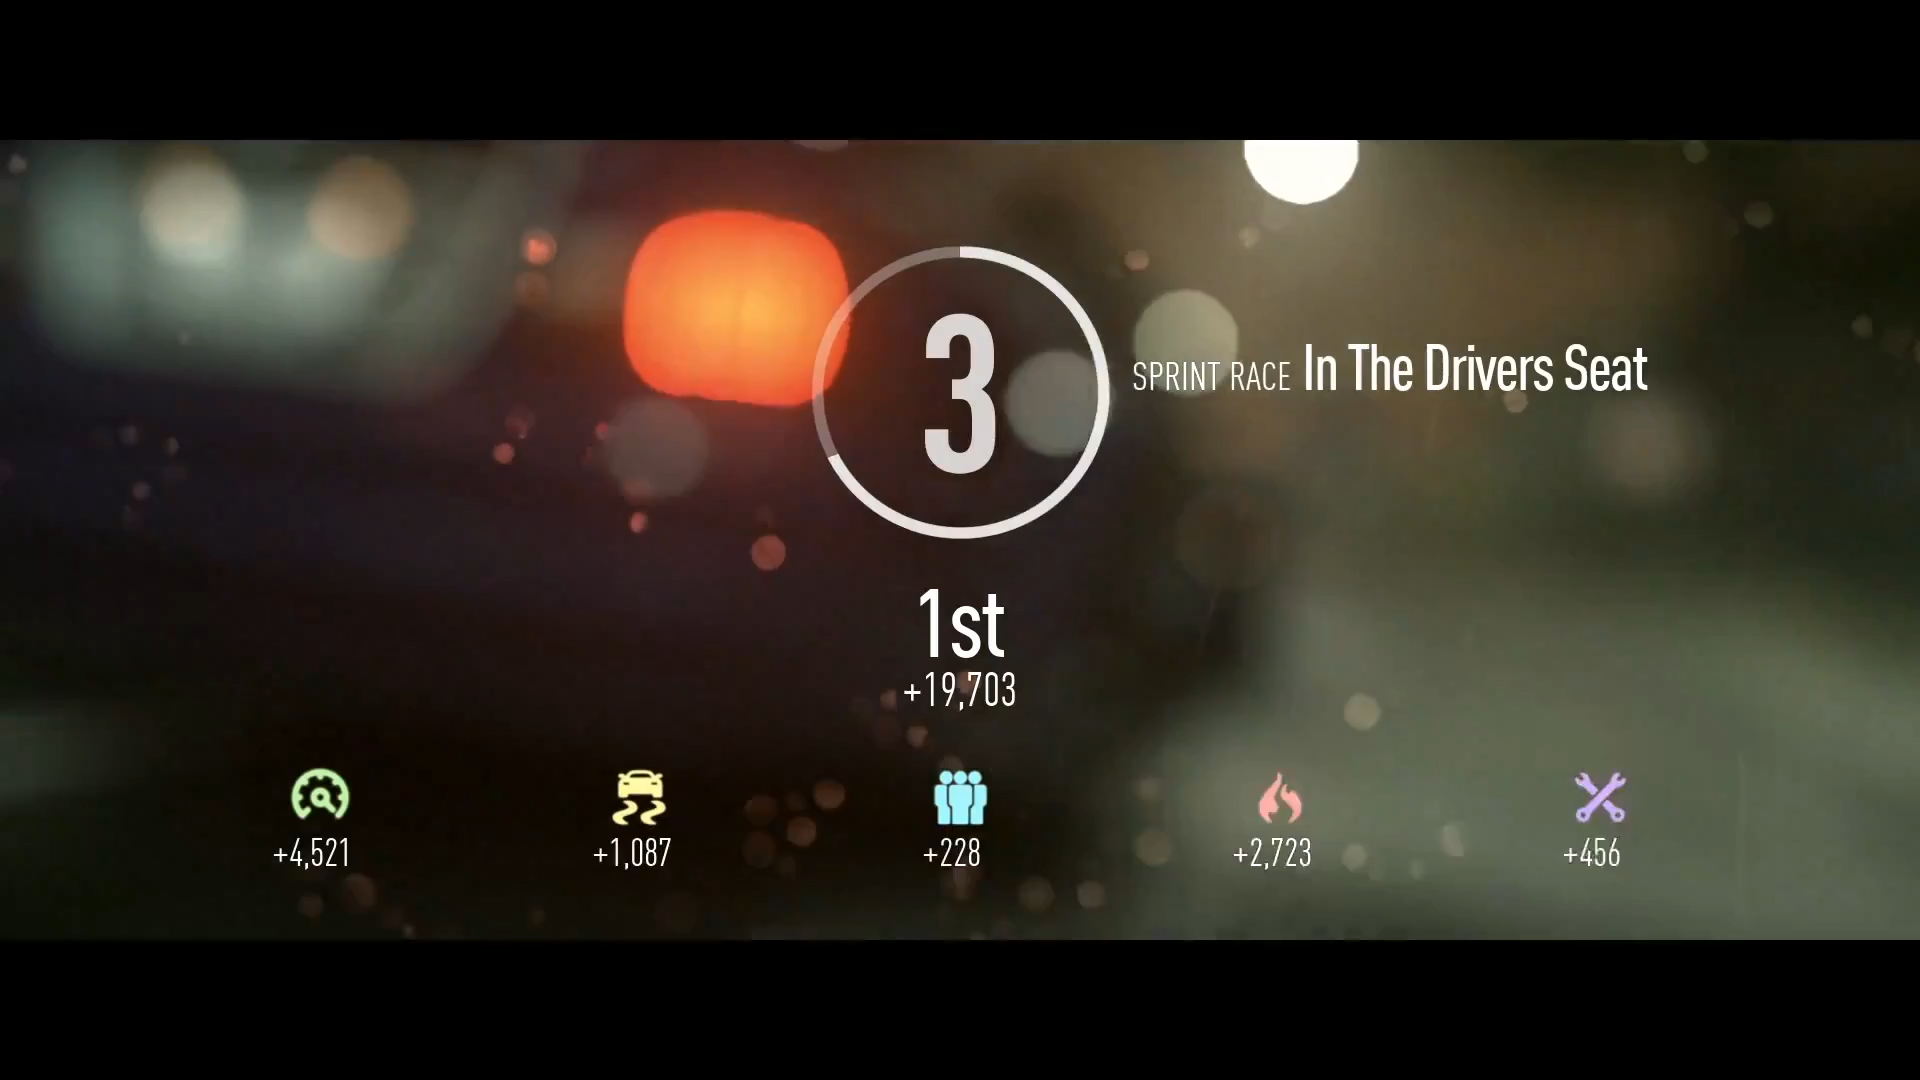 3
SPRINT RACE In The Drivers Seat
1st
+19,703
+4,521 +1,087 +228 +2,723 +456